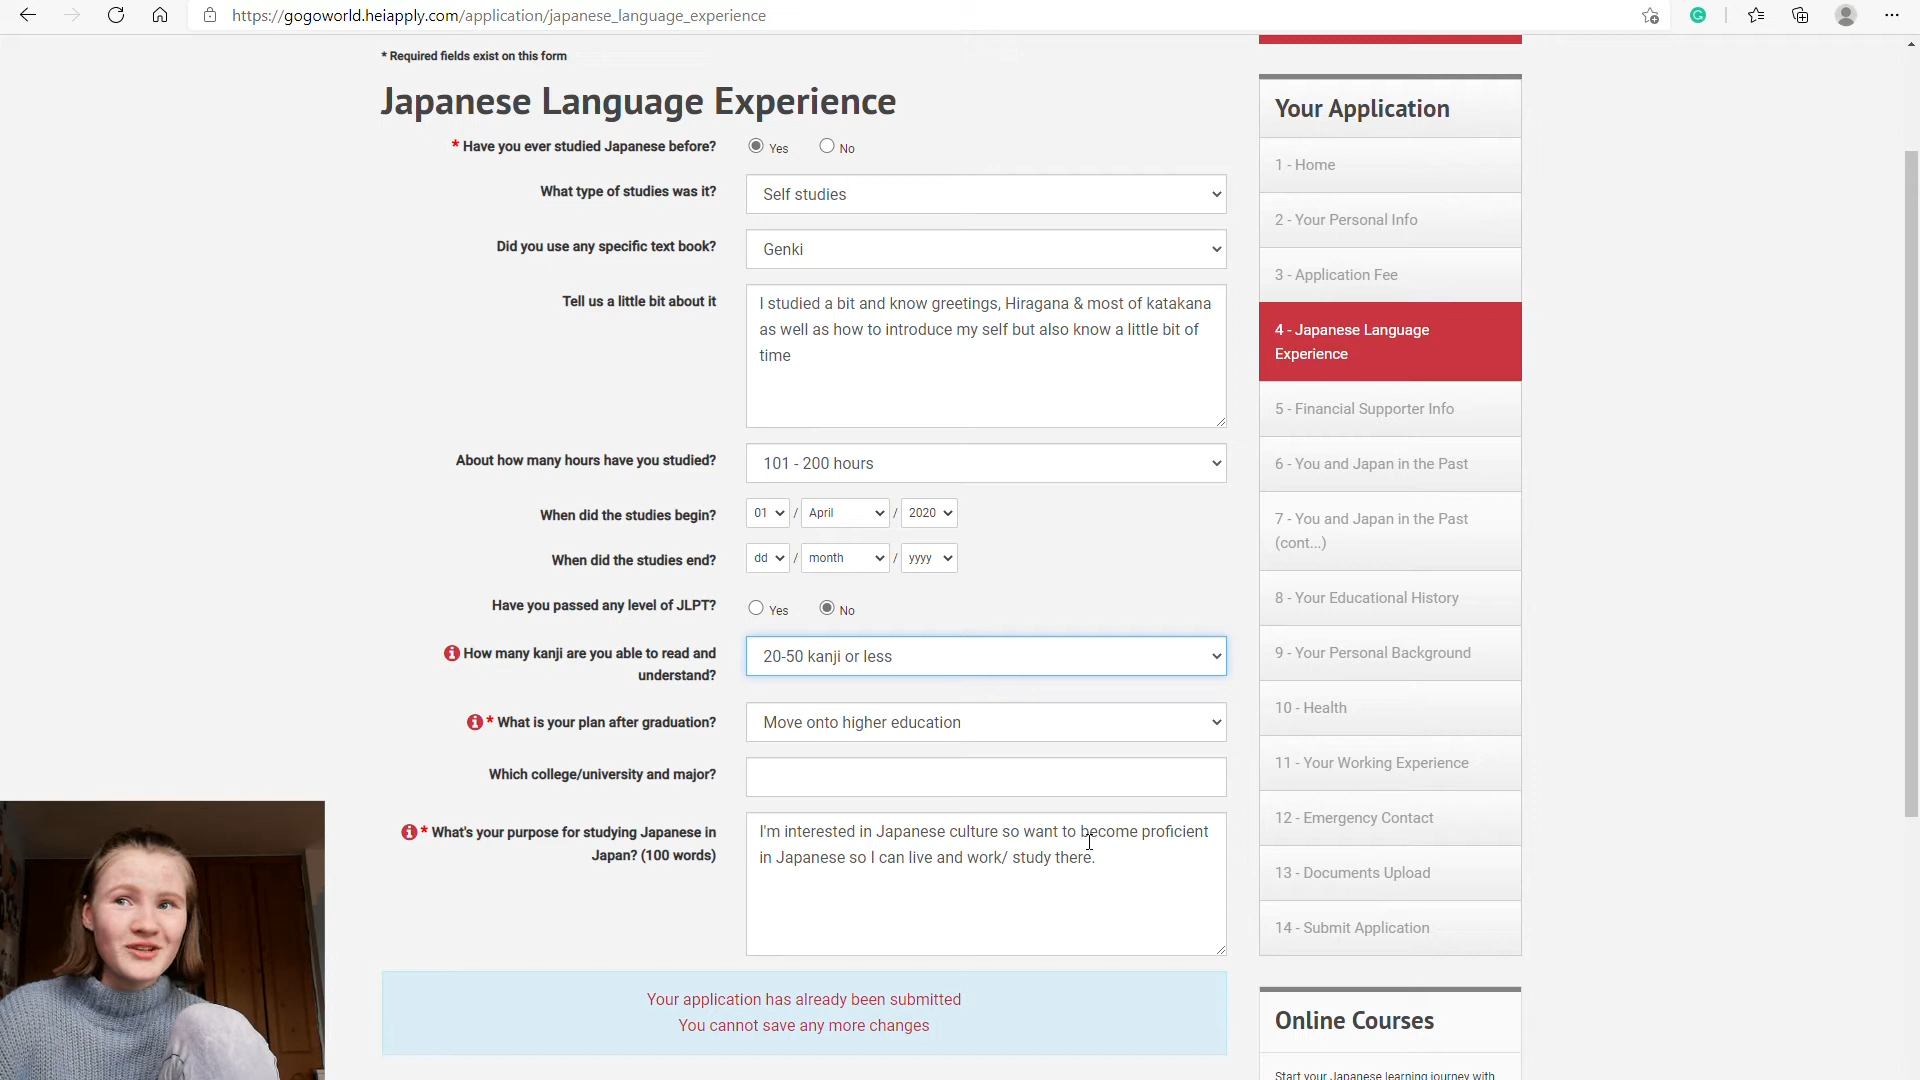 https://gogoworld.heiapply.com/application/japanese_language_experience
* Required fields exist on this form
Japanese Language Experience
* Have you ever studied Japanese before?
Yes
No
What type of studies was it?
Self studies
Did you use any specific text book?
Genki
Tell us a little bit about it
I studied a bit and know greetings, Hiragana & most of katakana
as well as how to introduce my self but also know a little bit of
time
About how many hours have you studied?
101 - 200 hours
When did the studies begin?
01 / April / 2020
When did the studies end?
dd / month / yyyy
Have you passed any level of JLPT?
Yes
No
How many kanji are you able to read and
understand?
20-50 kanji or less
* What is your plan after graduation?
Move onto higher education
Which college/university and major?
* What's your purpose for studying Japanese in
Japan? (100 words)
I'm interested in Japanese culture so want to become proficient
in Japanese so I can live and work/ study there.
Your application has already been submitted
You cannot save any more changes
Your Application
1 - Home
2 - Your Personal Info
3 - Application Fee
4 - Japanese Language
Experience
5 - Financial Supporter Info
6 - You and Japan in the Past
7 - You and Japan in the Past
(cont...)
8 - Your Educational History
9 - Your Personal Background
10 - Health
11 - Your Working Experience
12 - Emergency Contact
13 - Documents Upload
14 - Submit Application
Online Courses
Start your Japanese learning journey with